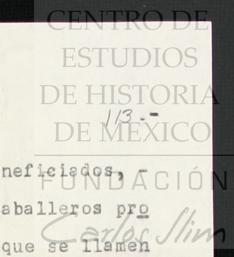 CENTRO DE
ESTUDIOS
DE HISTORIA
113.-
DE MÉXICO
neficiados, -
FUNDACIÓN
aballeros pro
Carlos Slim
que se llamen